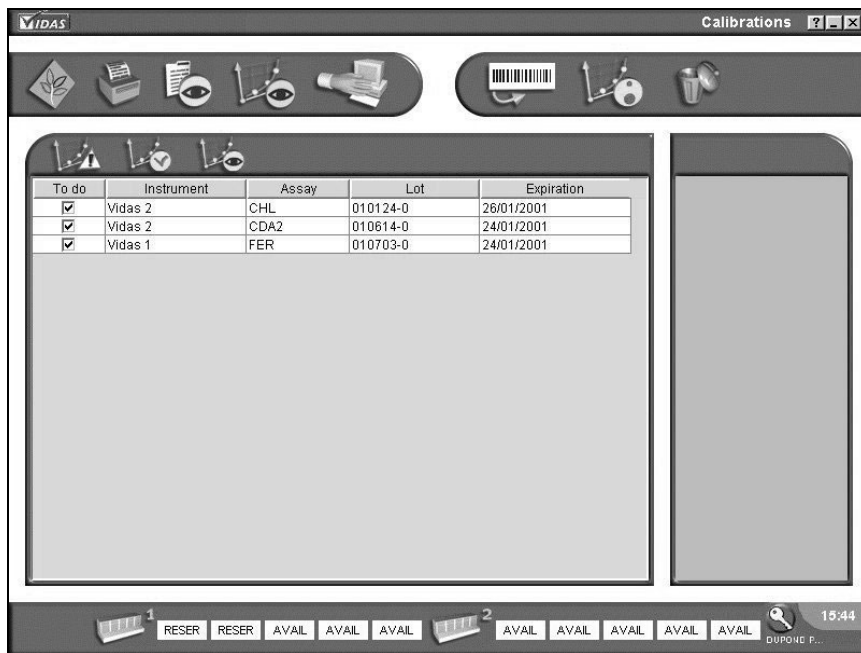 VIDAS Calibrations ? _ X
To do Instrument Assay Lot Expiration
Vidas 2 CHL 010124-0 26/01/2001
Vidas 2 CDA2 010614-0 24/01/2001
Vidas 1 FER 010703-0 24/01/2001
1 RESER RESER AVAIL AVAIL AVAIL 2 AVAIL AVAIL AVAIL AVAIL AVAIL 15:44
DUPOND P...